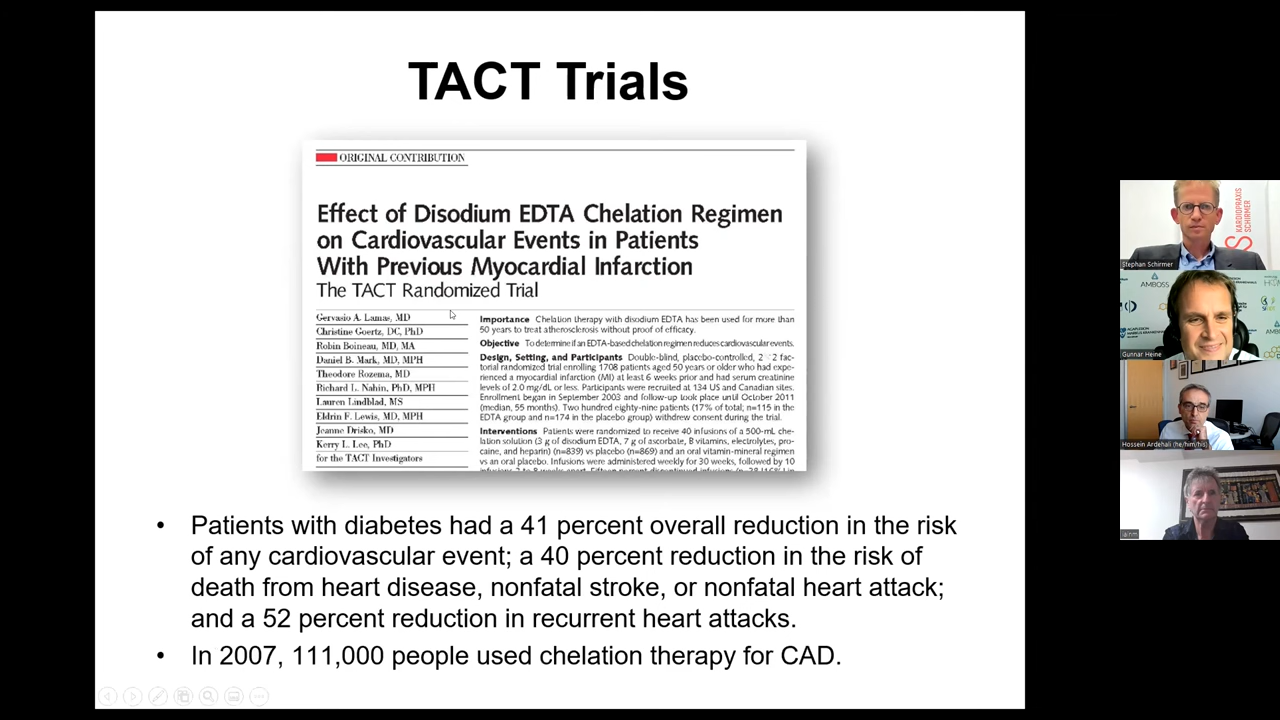 TACT Trials
ORIGINAL CONTRIBUTION
Effect of Disodium EDTA Chelation Regimen
on Cardiovascular Events in Patients
With Previous Myocardial Infarction
The TACT Randomized Trial
Gervasio A. Lamas, MD
Christine Goertz, DC, PhD
Robin Boineau, MD, MA
Daniel B. Mark, MD, MPH
Theodore Rozema, MD
Richard L. Nahin, PhD, MPH
Lauren Lindblad, MS
Eldrin F. Lewis, MD, MPH
Jeanne Drisko, MD
Kerry L. Lee, PhD
for the TACT Investigators
Importance Chelation therapy with disodium EDTA has been used for more than
50 years to treat atherosclerosis without proof of efficacy.
Objective To determine if an EDTA-based chelation regimen reduces cardiovascular events.
Design, Setting, and Participants Double-blind, placebo-controlled, 2 2 fac-
torial randomized trial enrolling 1708 patients aged 50 years or older who had expe-
rienced a myocardial infarction (MI) at least 6 weeks prior and had serum creatinine
levels of 2.0 mg/dL or less. Participants were recruited at 134 US and Canadian sites.
Enrollment began in September 2003 and follow-up took place until October 2011
(median, 55 months). Two hundred eighty-nine patients (17% of total; n=115 in the
EDTA group and n=174 in the placebo group) withdrew consent during the trial.
Interventions Patients were randomized to receive 40 infusions of a 500-mL che-
lation solution (3 g of disodium EDTA, 7 g of ascorbate, B vitamins, electrolytes, pro-
caine, and heparin) (n=839) vs placebo (n=869) and an oral vitamin-mineral regimen
vs an oral placebo. Infusions were administered weekly for 30 weeks, followed by 10
• Patients with diabetes had a 41 percent overall reduction in the risk
of any cardiovascular event; a 40 percent reduction in the risk of
death from heart disease, nonfatal stroke, or nonfatal heart attack;
and a 52 percent reduction in recurrent heart attacks.
• In 2007, 111,000 people used chelation therapy for CAD.
KARDIOPRAXIS
SCHIRMER
Stephan Schirmer
AMBOSS
Gunnar Heine
Hossein Ardehali (he/him/his)